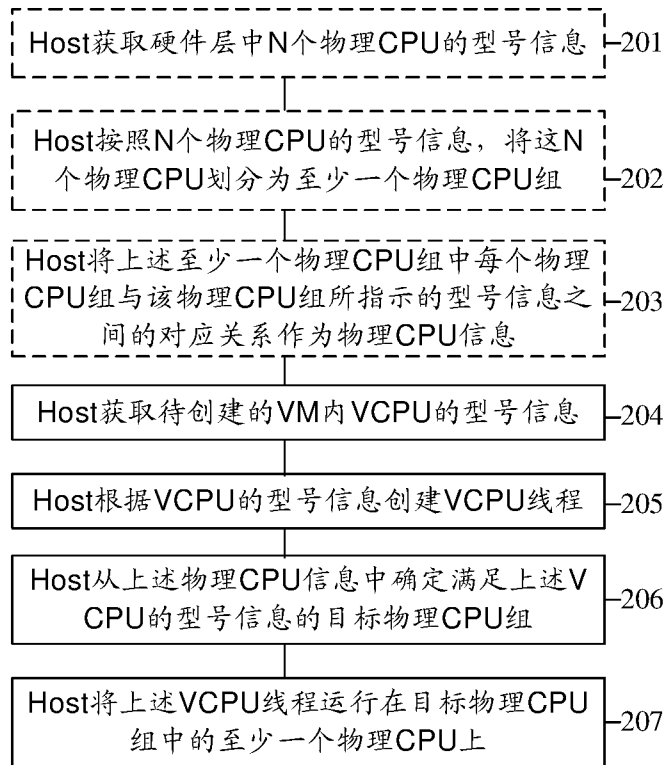 Host获取硬件层中N个物理CPU的型号信息
201
Host按照N个物理CPU的型号信息，将这N
个物理CPU划分为至少一个物理CPU组
202
Host将上述至少一个物理CPU组中每个物理
CPU组与该物理CPU组所指示的型号信息之
间的对应关系作为物理CPU信息
203
Host获取待创建的VM内VCPU的型号信息
204
Host根据VCPU的型号信息创建VCPU线程
205
Host从上述物理CPU信息中确定满足上述V
CPU的型号信息的目标物理CPU组
206
Host将上述VCPU线程运行在目标物理CPU
组中的至少一个物理CPU上
207